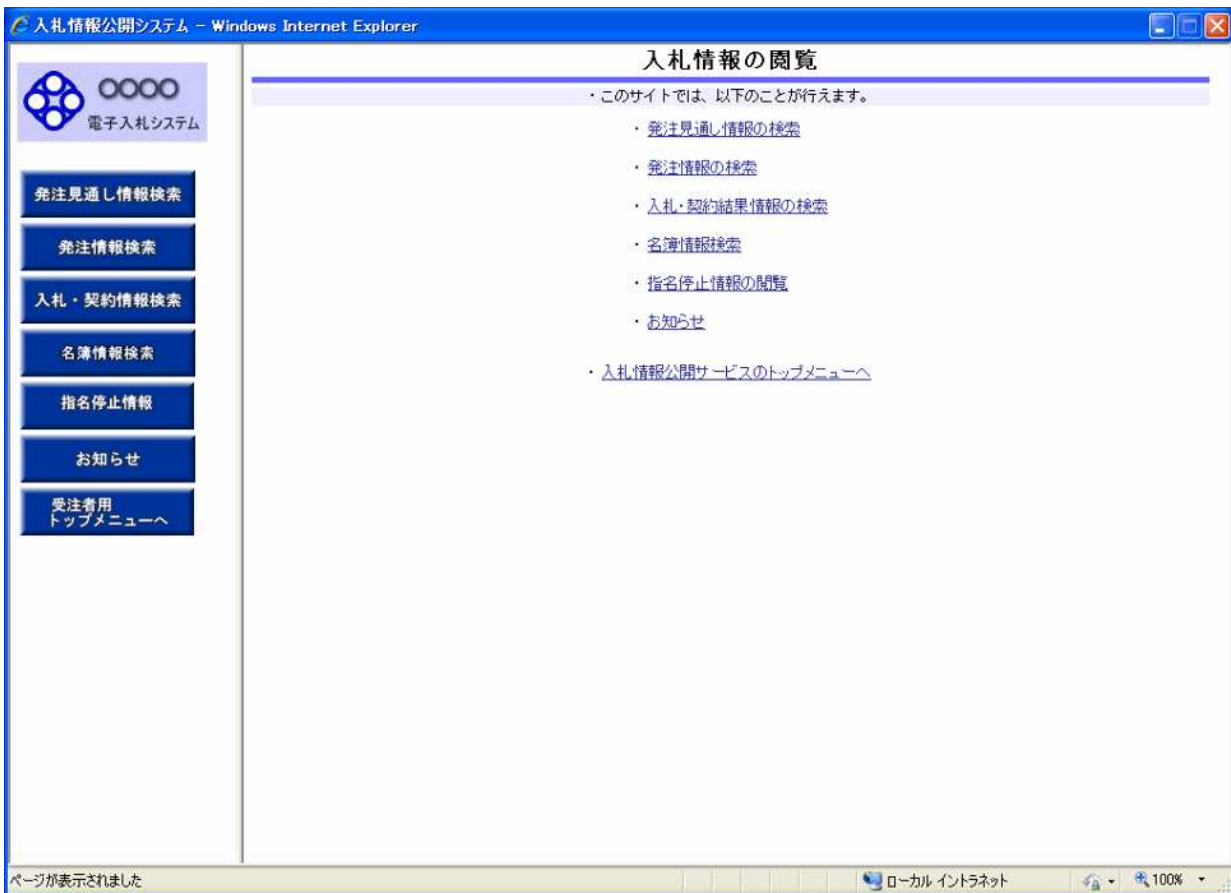 入札情報公開システム - Windows Internet Explorer
○○○○
電子入札システム
発注見通し情報検索
発注情報検索
入札・契約情報検索
名簿情報検索
指名停止情報
お知らせ
受注者用
トップメニューへ
入札情報の閲覧
・このサイトでは、以下のことが行えます。
・発注見通し情報の検索
・発注情報の検索
・入札・契約結果情報の検索
・名簿情報検索
・指名停止情報の閲覧
・お知らせ
・入札情報公開サービスのトップメニューへ
ページが表示されました
ローカル イントラネット
100%